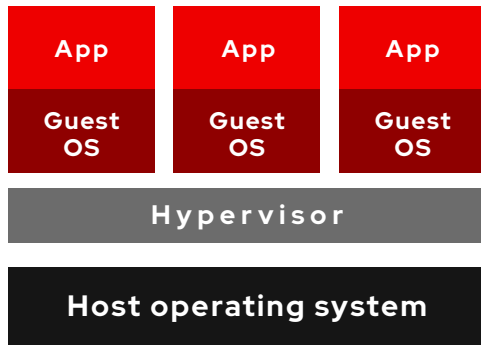 App
App
App
Guest
OS
Guest
OS
Guest
OS
Hypervisor
Host operating system